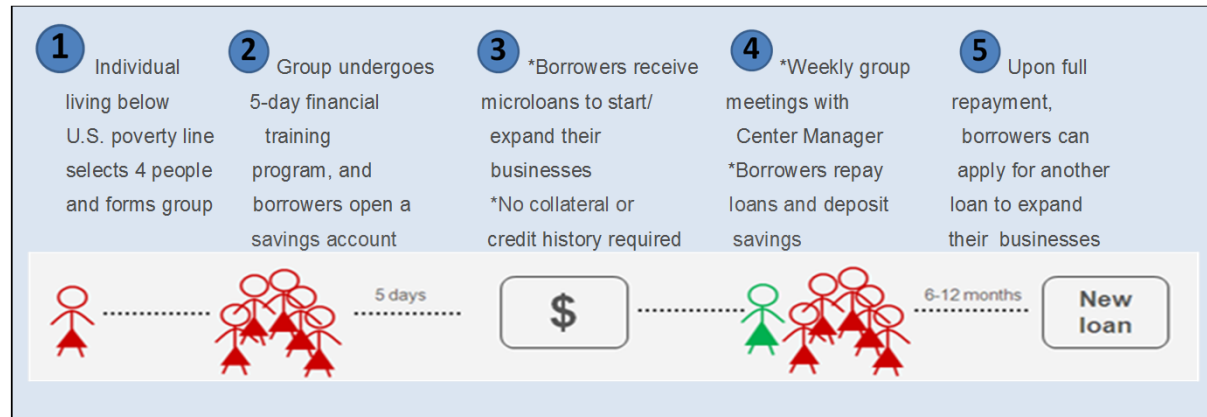 1 Individual
living below
U.S. poverty line
selects 4 people
and forms group
2 Group undergoes
5-day financial
training
program, and
borrowers open a
savings account
3 *Borrowers receive
microloans to start/
expand their
businesses
*No collateral or
credit history required
4 *Weekly group
meetings with
Center Manager
*Borrowers repay
loans and deposit
savings
5 Upon full
repayment,
borrowers can
apply for another
loan to expand
their businesses
5 days
$
6-12 months
New
loan